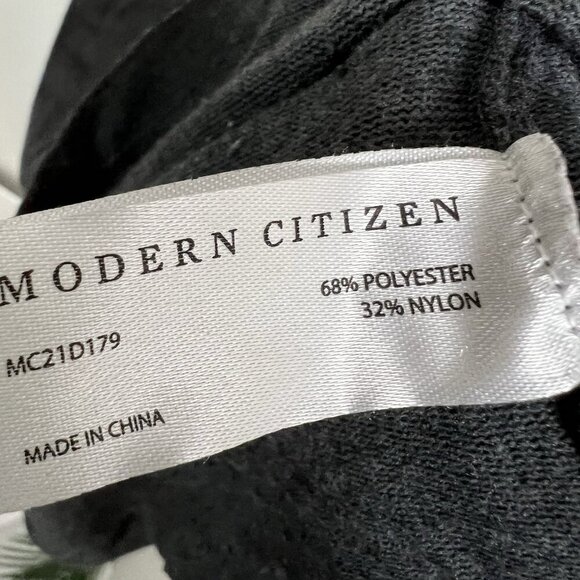 MODERN CITIZEN
68% POLYESTER
32% NYLON
MC21D179
MADE IN CHINA